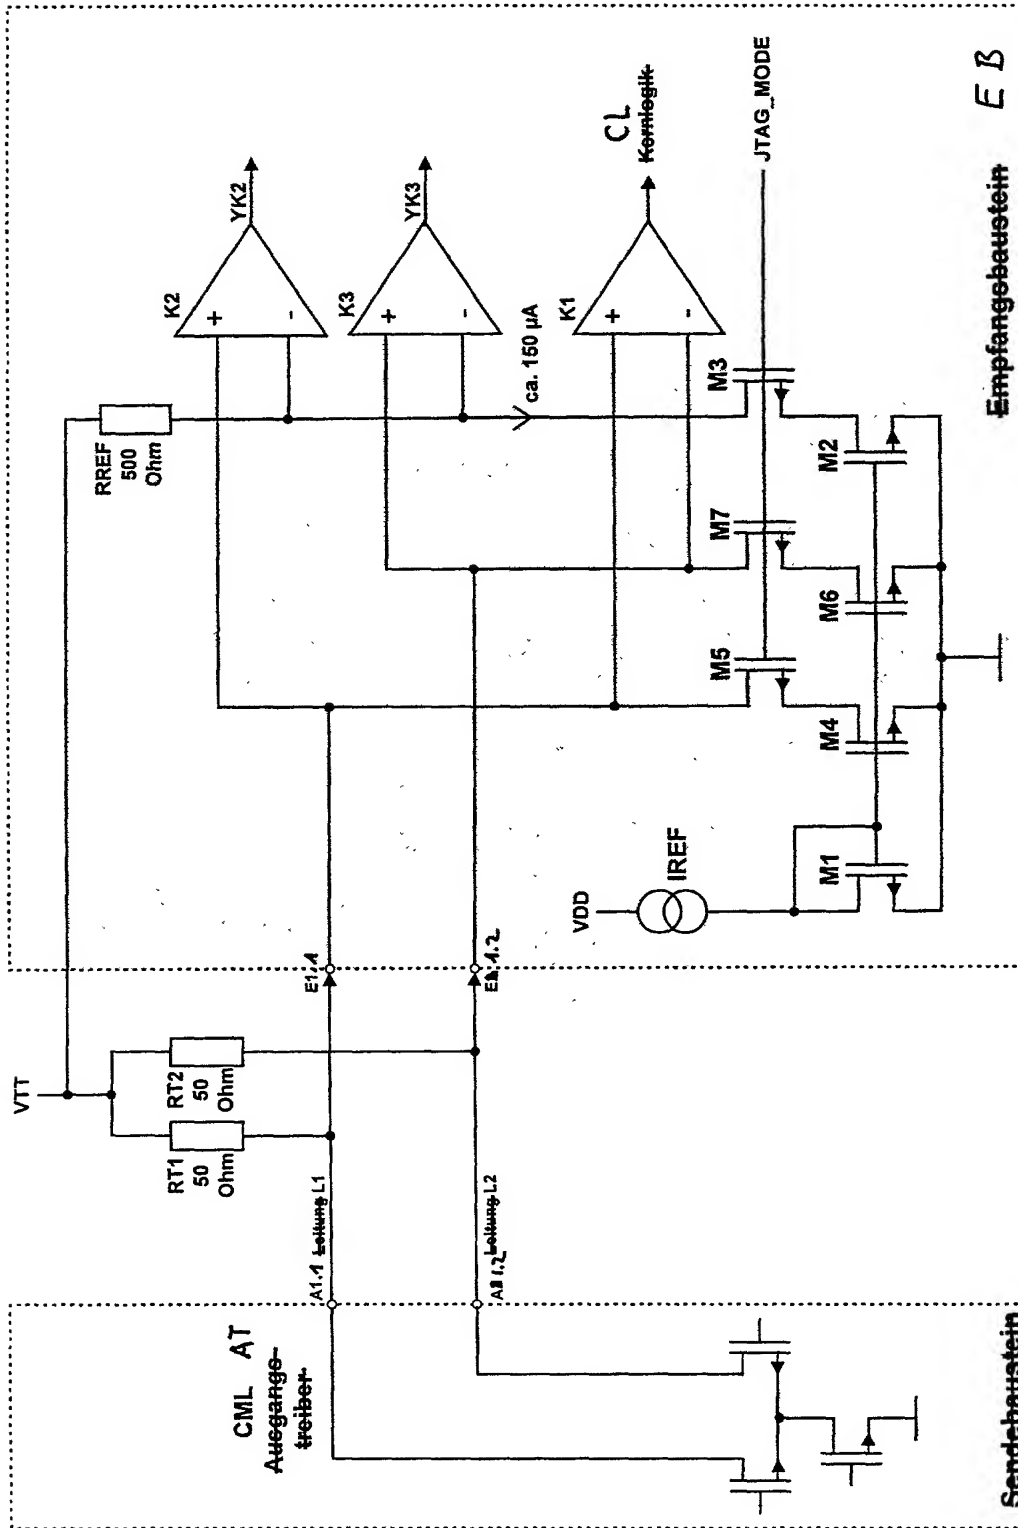 CML AT
Ausgangs-
treiber
Sendebaustein
A1.1 Leitung L1
A1.2 Leitung L2
VTT
RT1
50
Ohm
RT2
50
Ohm
E1.1
E1.2
RREF
500
Ohm
K2
+
-
YK2
K3
+
-
YK3
ca. 150 µA
K1
+
-
CL
Kernlogik
VDD
IREF
M1
M4
M5
M6
M7
M2
M3
JTAG_MODE
Empfangsbaustein
E B